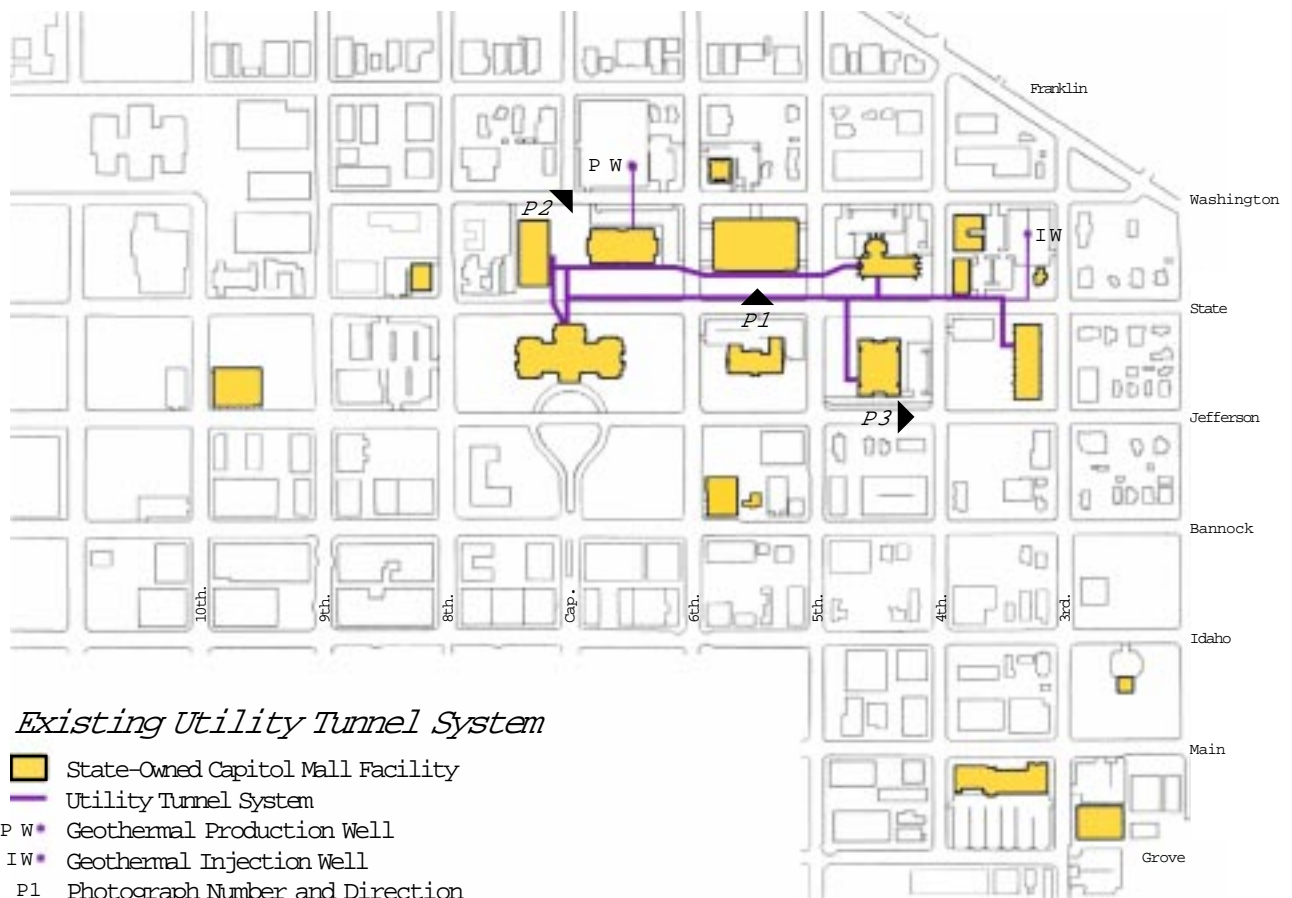 Franklin
P W
Washington
P2
I W
State
P1
Jefferson
P3
Bannock
10th.
9th.
8th.
Cap.
6th.
5th.
4th.
3rd.
Idaho
Existing Utility Tunnel System
Main
State-Owned Capitol Mall Facility
Utility Tunnel System
P W Geothermal Production Well
I W Geothermal Injection Well
Grove
P1 Photograph Number and Direction